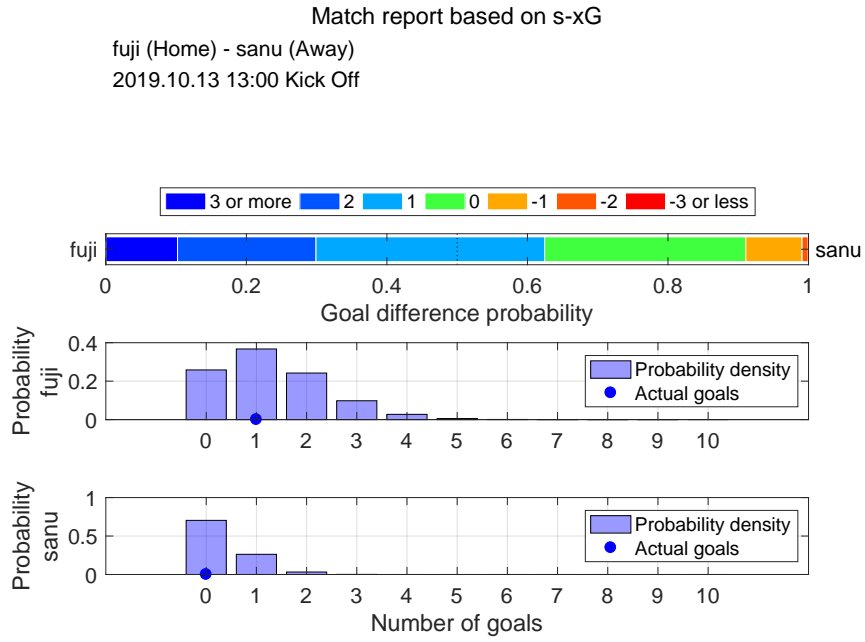 Match report based on s-xG
fuji (Home) - sanu (Away)
2019.10.13 13:00 Kick Off
3 or more 2 1 0 -1 -2 -3 or less
fuji sanu
0 0.2 0.4 0.6 0.8 1
Goal difference probability
Probability
fuji
0.4
0.2
0
Probability density
Actual goals
0 1 2 3 4 5 6 7 8 9 10
Probability
sanu
1
0.5
0
Probability density
Actual goals
0 1 2 3 4 5 6 7 8 9 10
Number of goals